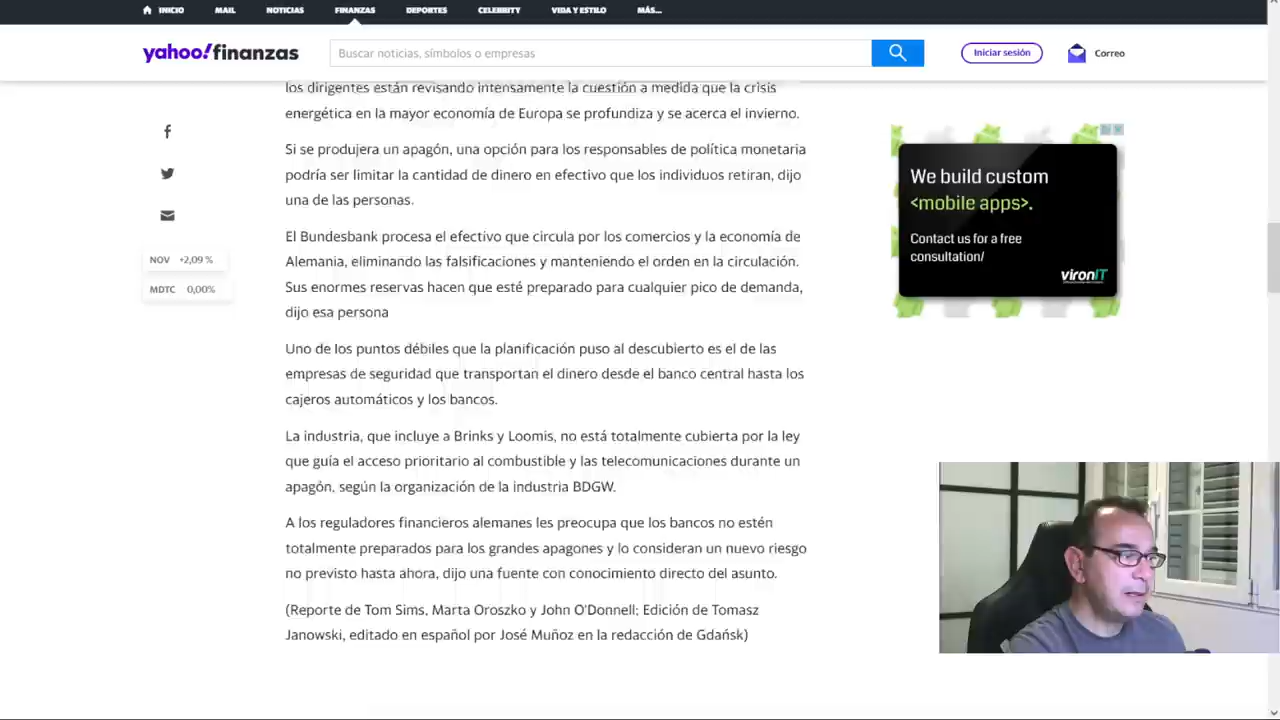 INICIO MAIL NOTICIAS FINANZAS DEPORTES CELEBRITY VIDA Y ESTILO MÁS...
yahoo!finanzas
Buscar noticias, símbolos o empresas
Iniciar sesión
Correo
los dirigentes están revisando intensamente la cuestión a medida que la crisis
energética en la mayor economía de Europa se profundiza y se acerca el invierno.
Si se produjera un apagón, una opción para los responsables de política monetaria
podría ser limitar la cantidad de dinero en efectivo que los individuos retiran, dijo
una de las personas.
El Bundesbank procesa el efectivo que circula por los comercios y la economía de
Alemania, eliminando las falsificaciones y manteniendo el orden en la circulación.
Sus enormes reservas hacen que esté preparado para cualquier pico de demanda,
dijo esa persona
Uno de los puntos débiles que la planificación puso al descubierto es el de las
empresas de seguridad que transportan el dinero desde el banco central hasta los
cajeros automáticos y los bancos.
La industria, que incluye a Brinks y Loomis, no está totalmente cubierta por la ley
que guía el acceso prioritario al combustible y las telecomunicaciones durante un
apagón, según la organización de la industria BDGW.
A los reguladores financieros alemanes les preocupa que los bancos no estén
totalmente preparados para los grandes apagones y lo consideran un nuevo riesgo
no previsto hasta ahora, dijo una fuente con conocimiento directo del asunto.
(Reporte de Tom Sims, Marta Oroszko y John O'Donnell; Edición de Tomasz
Janowski, editado en español por José Muñoz en la redacción de Gdańsk)
NOV +2,09 %
MDTC 0,00%
We build custom
<mobile apps>.
Contact us for a free
consultation/
vironIT